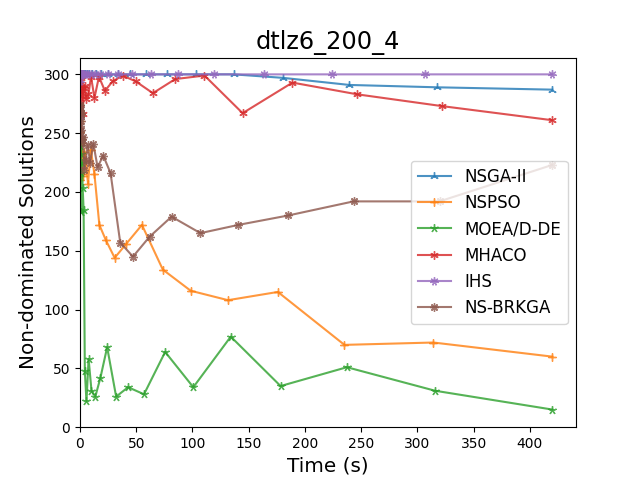 dtlz6_200_4
Non-dominated Solutions
300
250
200
150
100
50
0
0 50 100 150 200 250 300 350 400
Time (s)
NSGA-II
NSPSO
MOEA/D-DE
MHACO
IHS
NS-BRKGA